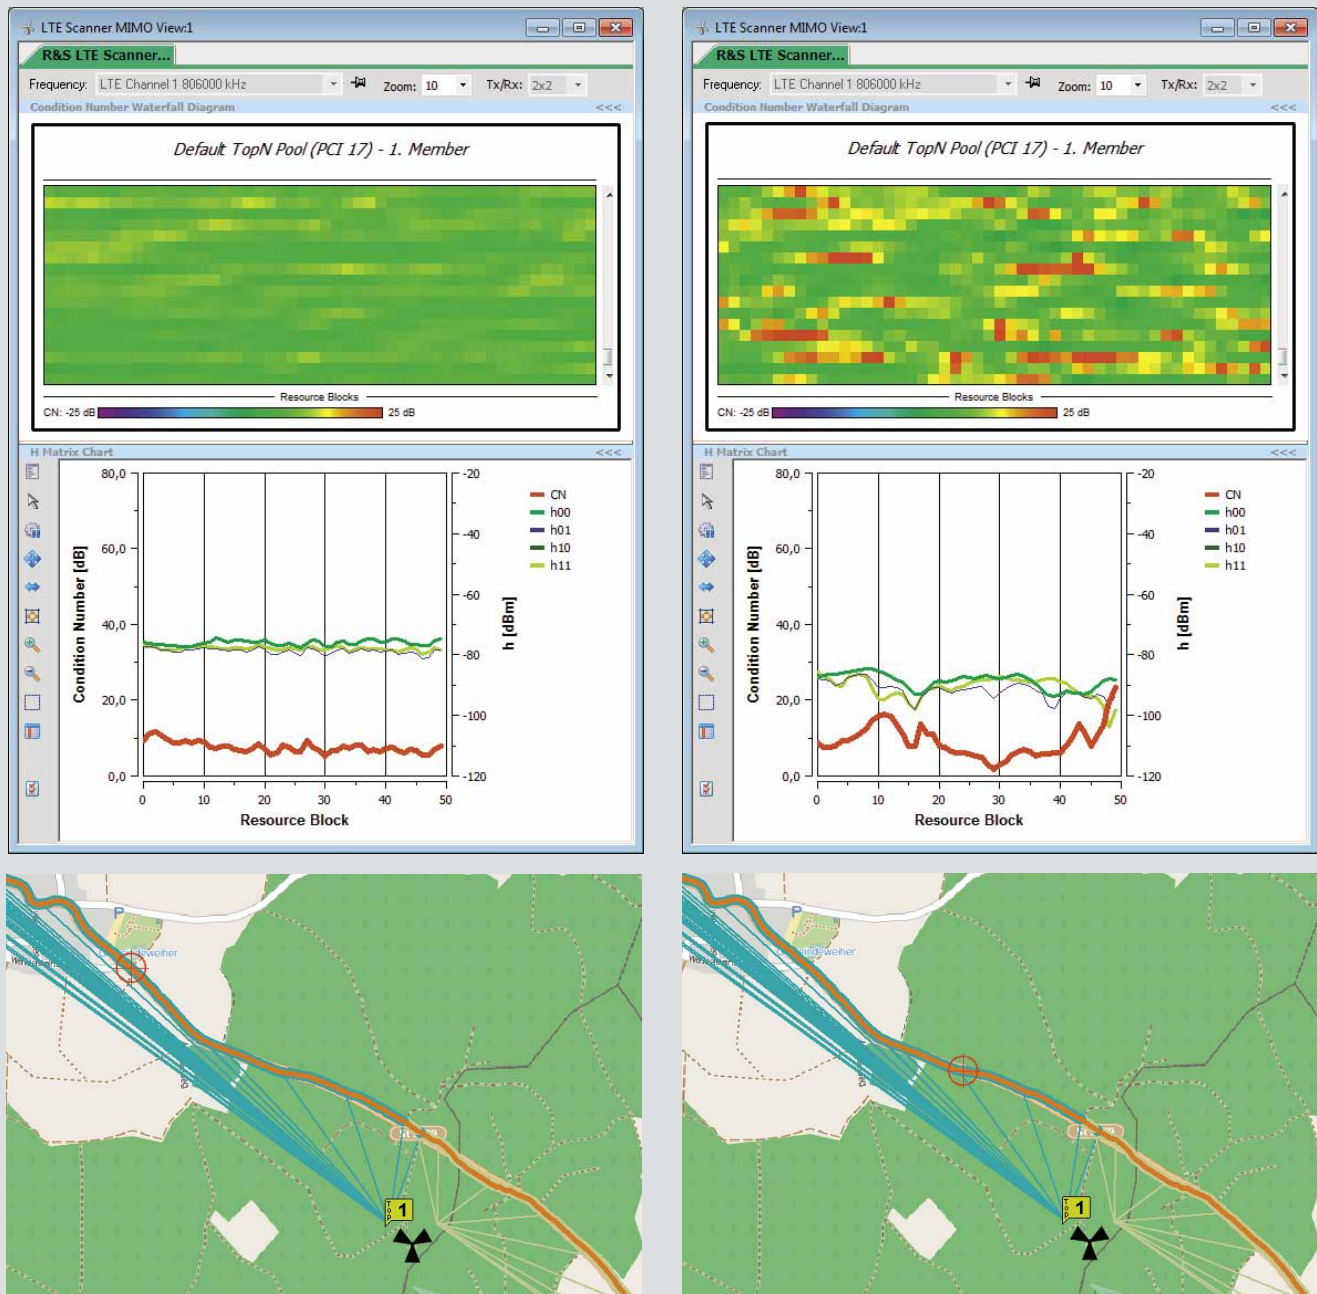 LTE Scanner MIMO View:1
R&S LTE Scanner...
Frequency: LTE Channel 1 806000 kHz Zoom: 10 Tx/Rx: 2x2
Condition Number Waterfall Diagram <<<
Default TopN Pool (PCI 17) - 1. Member
Resource Blocks
CN: -25 dB 25 dB
H Matrix Chart <<<
80,0 -20
CN
h00
h01
h10
h11
-40
60,0
-60
40,0
-80
20,0
-100
0,0 -120
Condition Number [dB]
h [dBm]
0 10 20 30 40 50
Resource Block
P
1
TOP
LTE Scanner MIMO View:1
R&S LTE Scanner...
Frequency: LTE Channel 1 806000 kHz Zoom: 10 Tx/Rx: 2x2
Condition Number Waterfall Diagram <<<
Default TopN Pool (PCI 17) - 1. Member
Resource Blocks
CN: -25 dB 25 dB
H Matrix Chart <<<
80,0 -20
CN
h00
h01
h10
h11
-40
60,0
-60
40,0
-80
20,0
-100
0,0 -120
Condition Number [dB]
h [dBm]
0 10 20 30 40 50
Resource Block
P
1
TOP